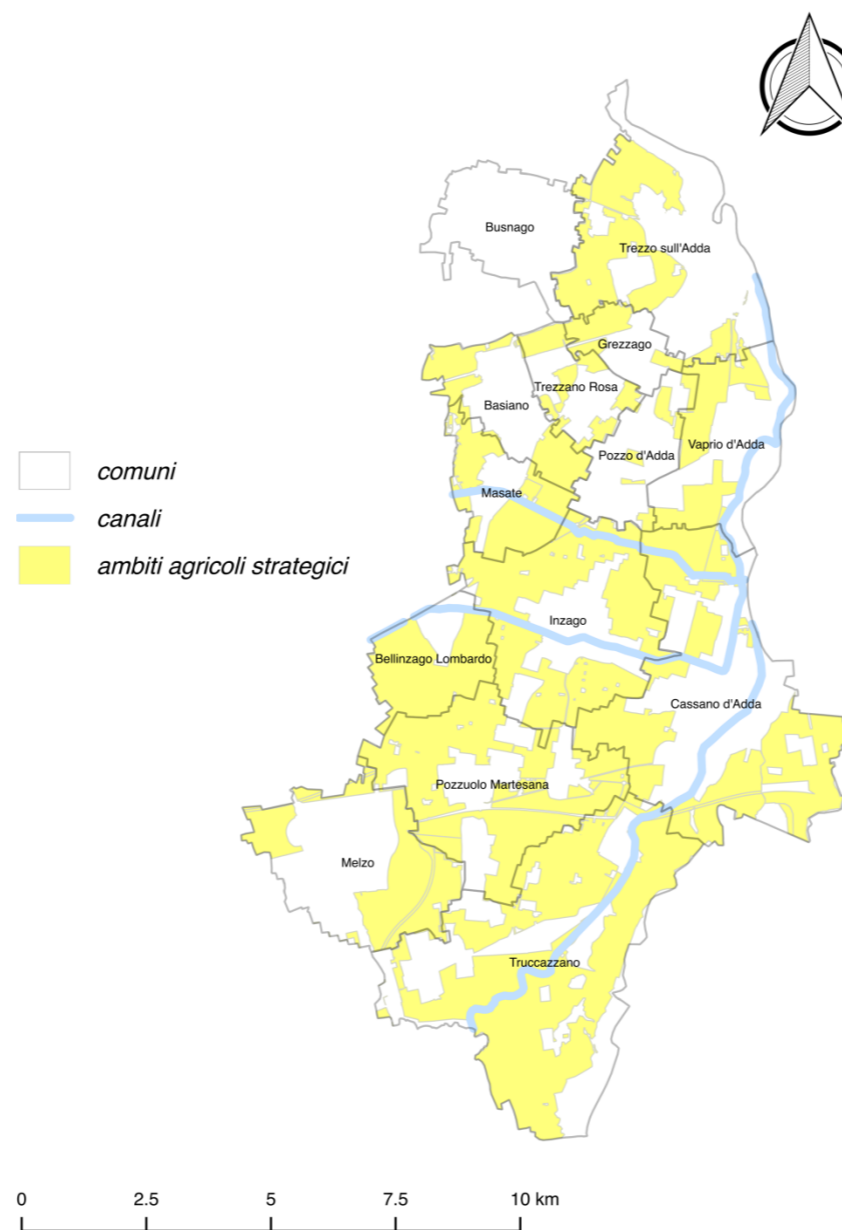 Busnago
Trezzo sull'Adda
Grezzago
Trezzano Rosa
Basiano
Vaprio d'Adda
Pozzo d'Adda
comuni
Masate
canali
ambiti agricoli strategici
Inzago
Bellinzago Lombardo
Cassano d'Adda
Pozzuolo Martesana
Melzo
Truccazzano
0 2.5 5 7.5 10 km